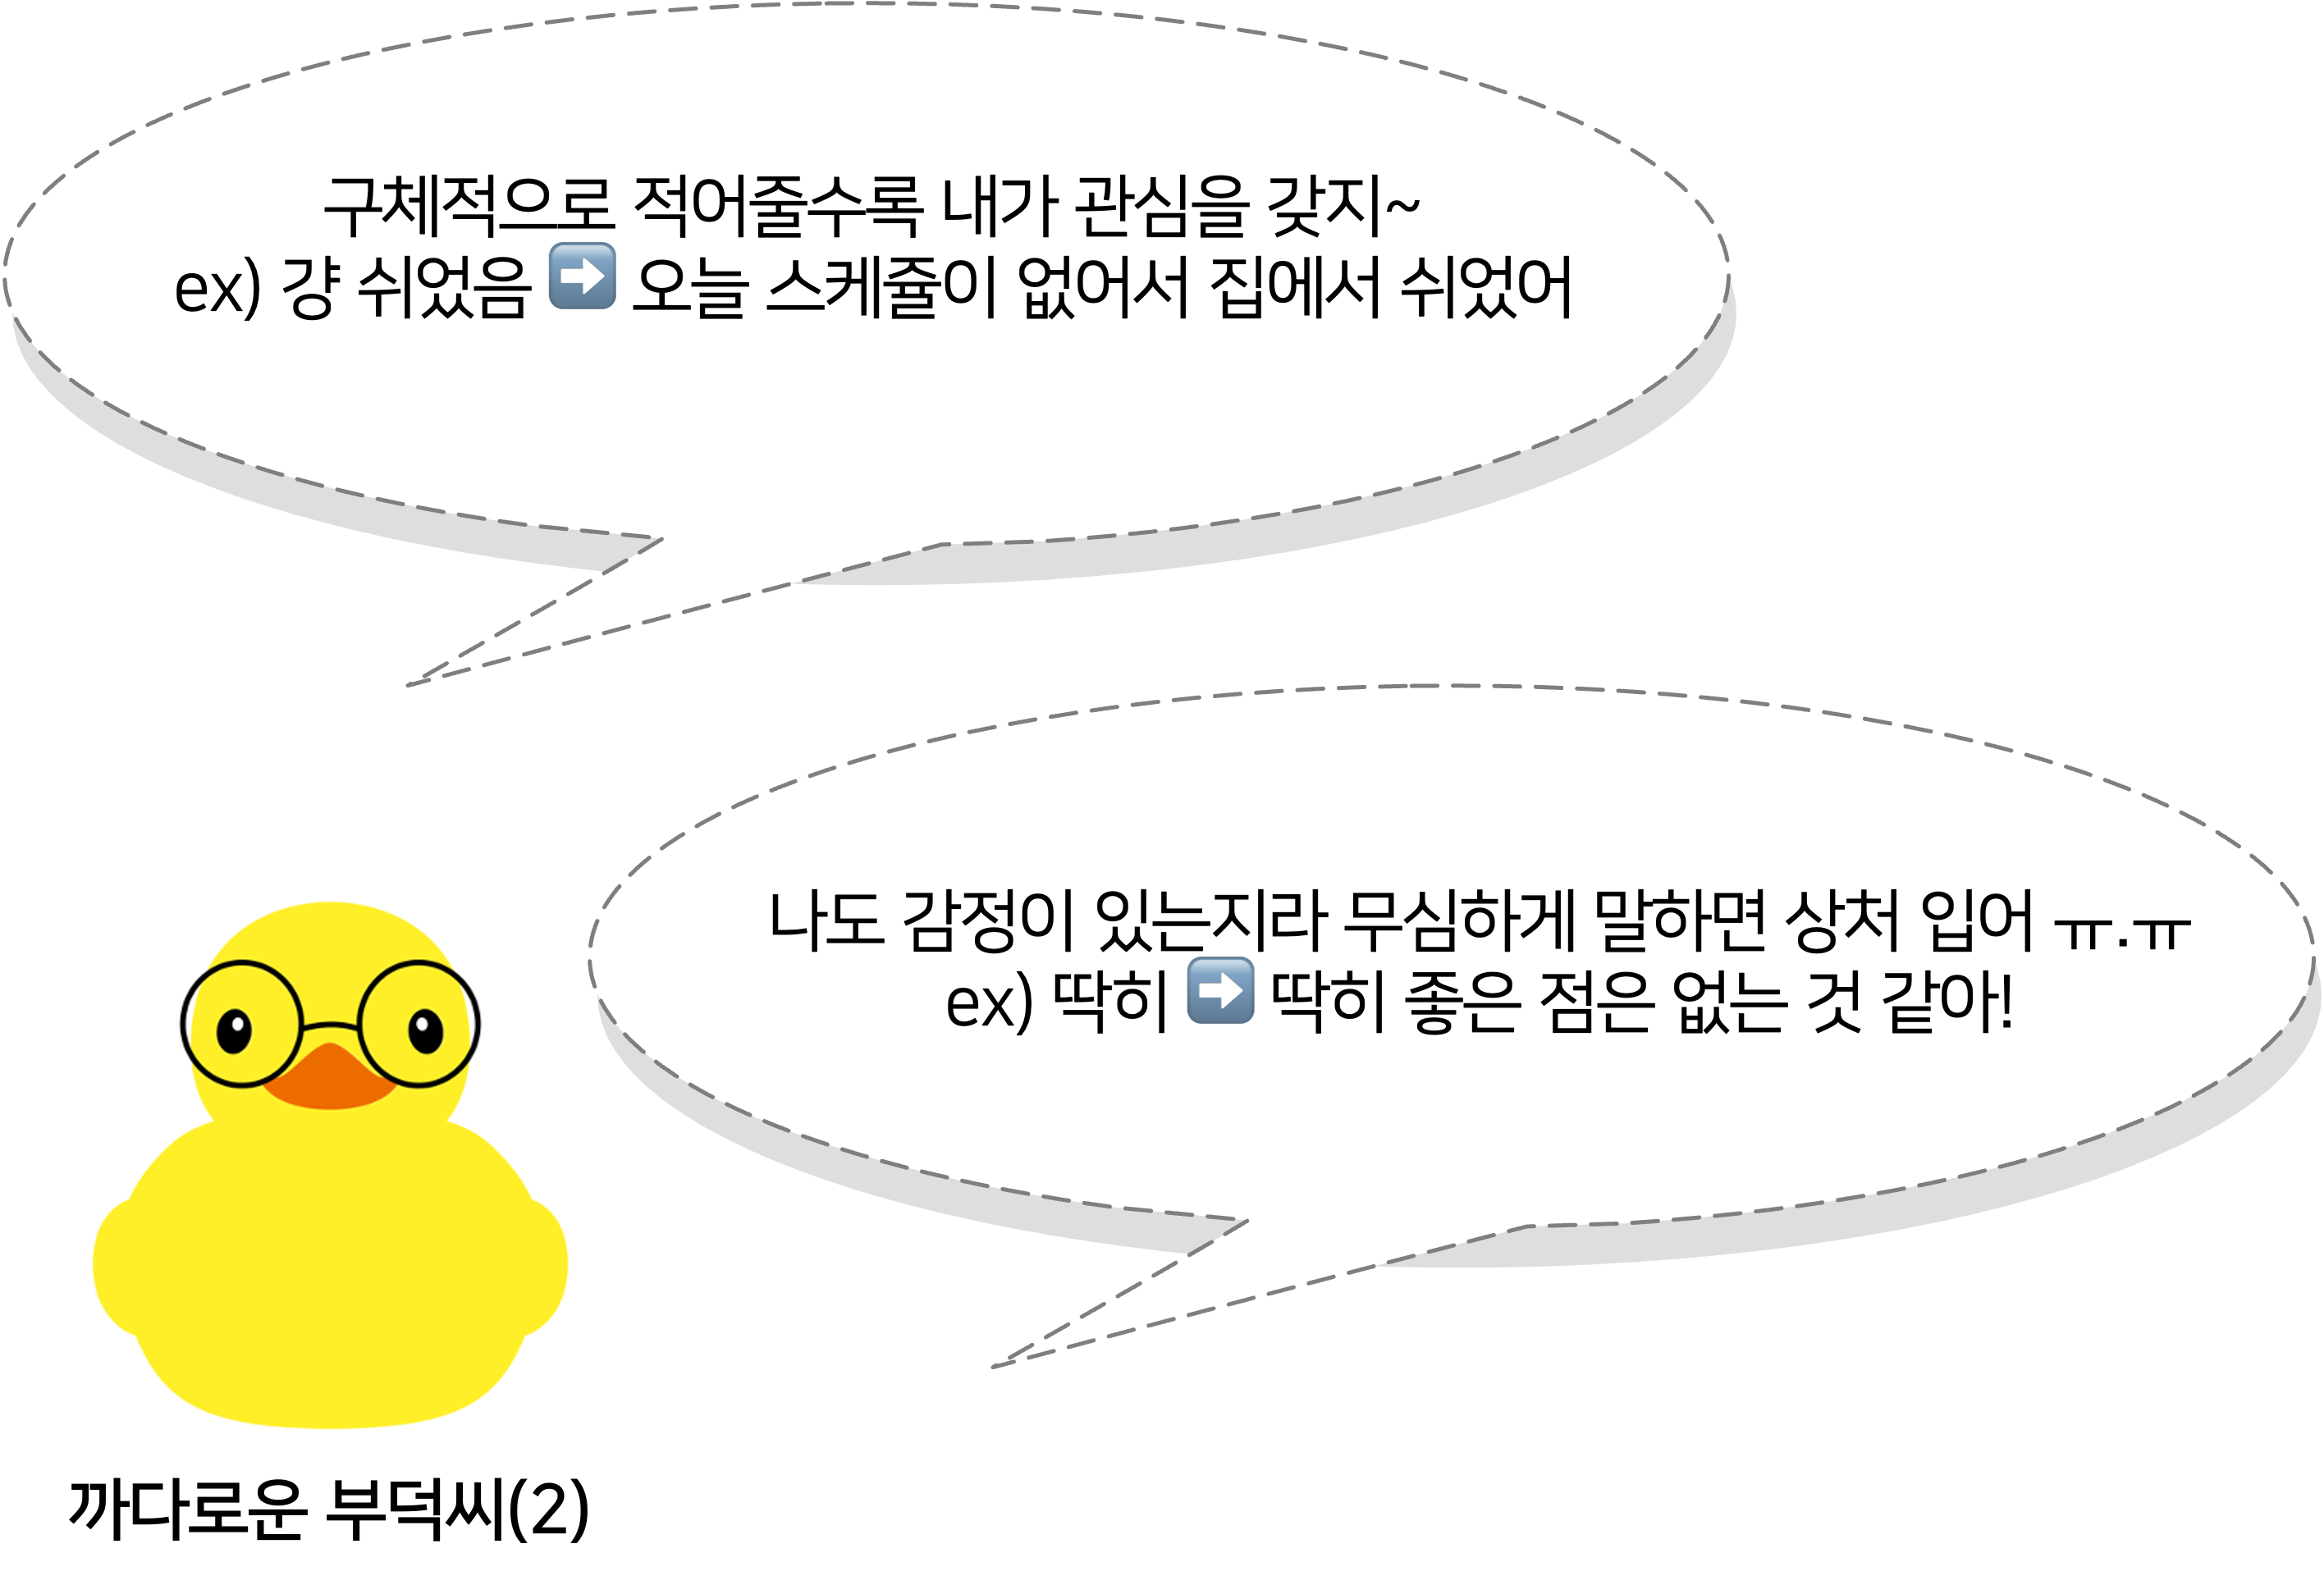 구체적으로 적어줄수록 내가 관심을 갖지~
ex) 걍 쉬었음 ➡️ 오늘 스케줄이 없어서 집에서 쉬었어
나도 감정이 있는지라 무심하게 말하면 상처 입어 ㅠ.ㅠ
ex) 딱히 ➡️ 딱히 좋은 점은 없는 것 같아!
까다로운 부덕씨(2)